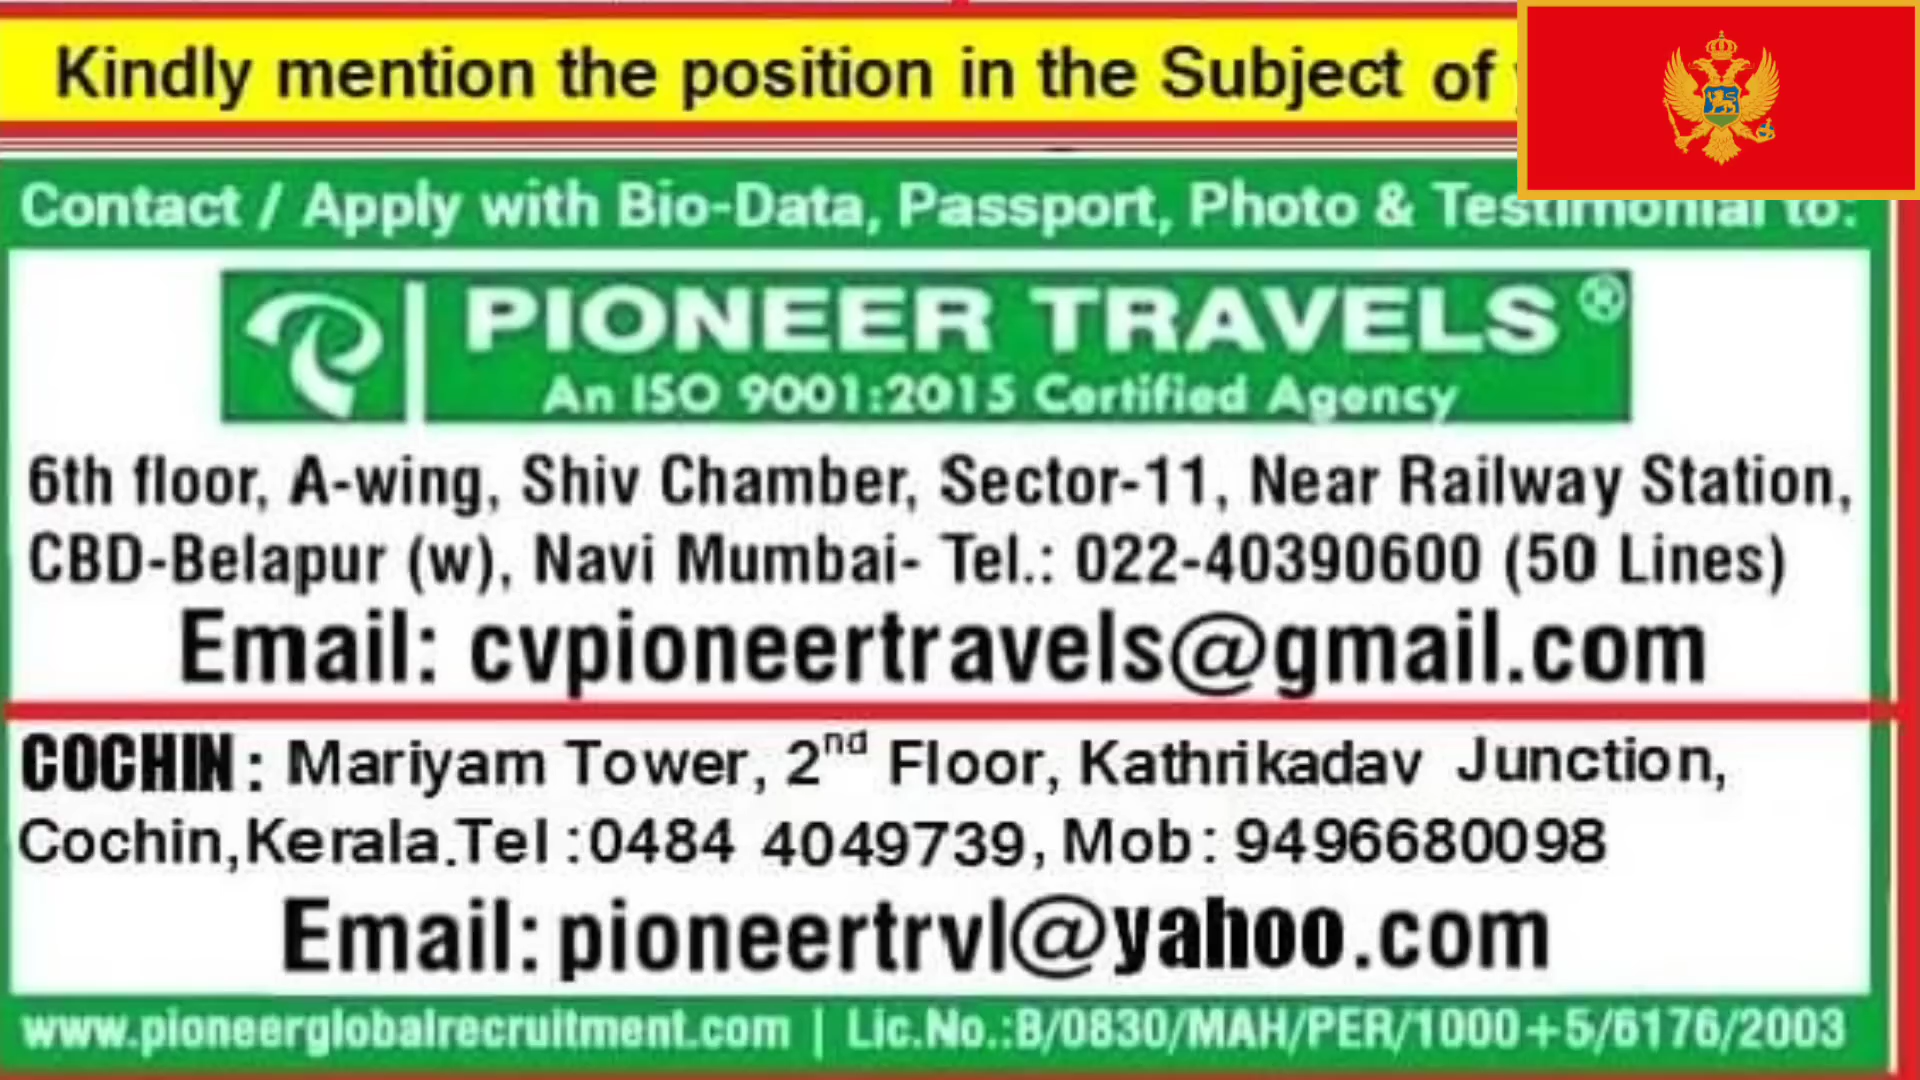 Kindly mention the position in the Subject of
Contact / Apply with Bio-Data, Passport, Photo & Testimonial to:
PIONEER TRAVELS ®
An ISO 9001:2015 Certified Agency
6th floor, A-wing, Shiv Chamber, Sector-11, Near Railway Station,
CBD-Belapur (w), Navi Mumbai- Tel.: 022-40390600 (50 Lines)
Email: cvpioneertravels@gmail.com
COCHIN : Mariyam Tower, 2nd Floor, Kathrikadav Junction,
Cochin,Kerala.Tel :0484 4049739, Mob: 9496680098
Email: pioneertrvl@yahoo.com
www.pioneerglobalrecruitment.com | Lic.No.:B/0830/MAH/PER/1000+5/6176/2003